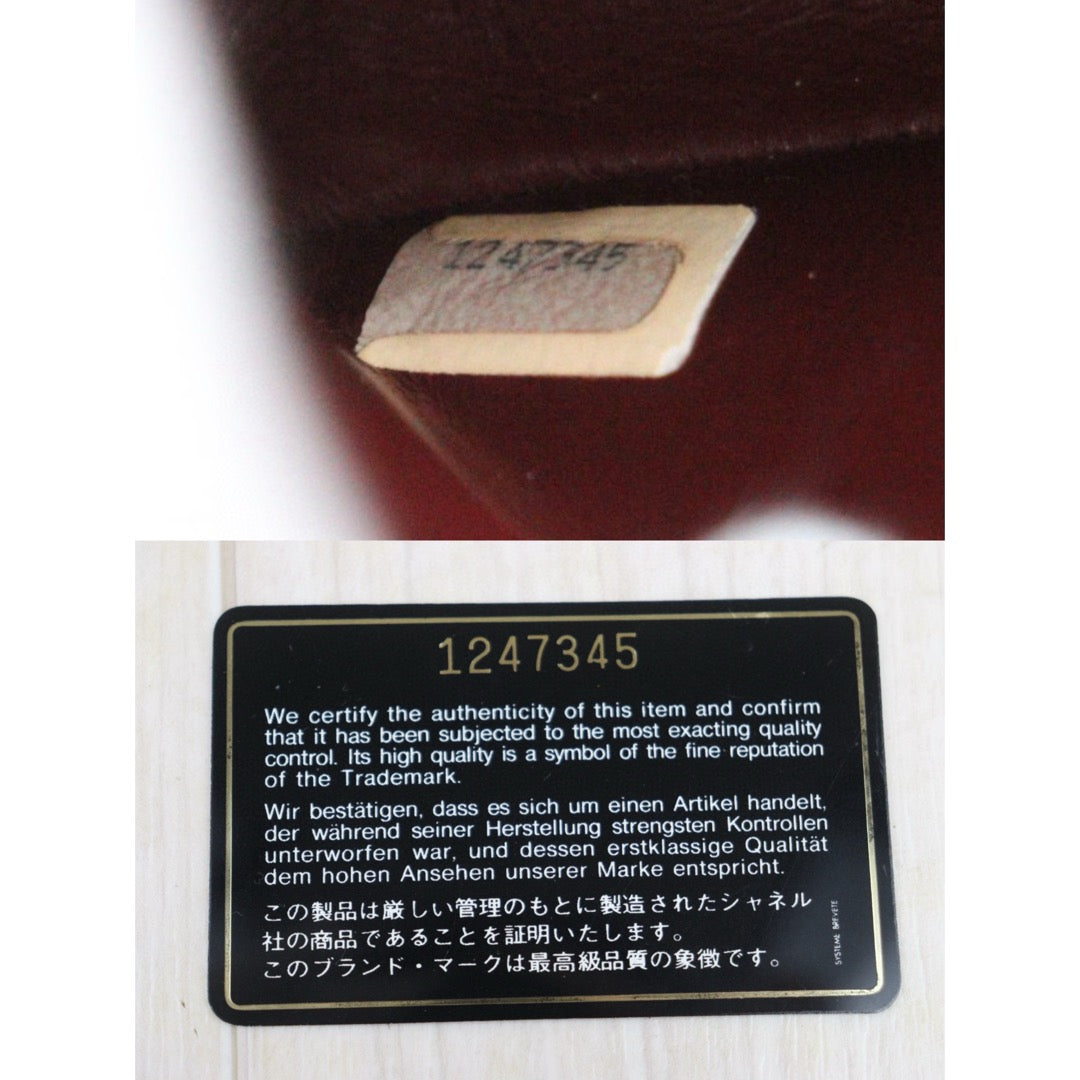 1247345
1247345
We certify the authenticity of this item and confirm
that it has been subjected to the most exacting quality
control. Its high quality is a symbol of the fine reputation
of the Trademark.
Wir bestätigen, dass es sich um einen Artikel handelt,
der während seiner Herstellung strengsten Kontrollen
unterworfen war, und dessen erstklassige Qualität
dem hohen Ansehen unserer Marke entspricht.
この製品は厳しい管理のもとに製造されたシャネル
社の商品であることを証明いたします。
このブランド・マークは最高級品質の象徴です。
SYSTEME BREVETE